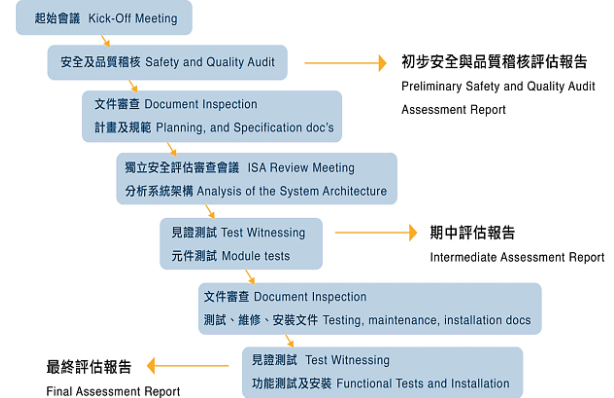 起始會議 Kick-Off Meeting
安全及品質稽核 Safety and Quality Audit
初步安全與品質稽核評估報告
Preliminary Safety and Quality Audit
Assessment Report
文件審查 Document Inspection
計畫及規範 Planning, and Specification doc's
獨立安全評估審查會議 ISA Review Meeting
分析系統架構 Analysis of the System Architecture
見證測試 Test Witnessing
元件測試 Module tests
期中評估報告
Intermediate Assessment Report
文件審查 Document Inspection
測試、維修、安裝文件 Testing, maintenance, installation docs
見證測試 Test Witnessing
功能測試及安裝 Functional Tests and Installation
最終評估報告
Final Assessment Report